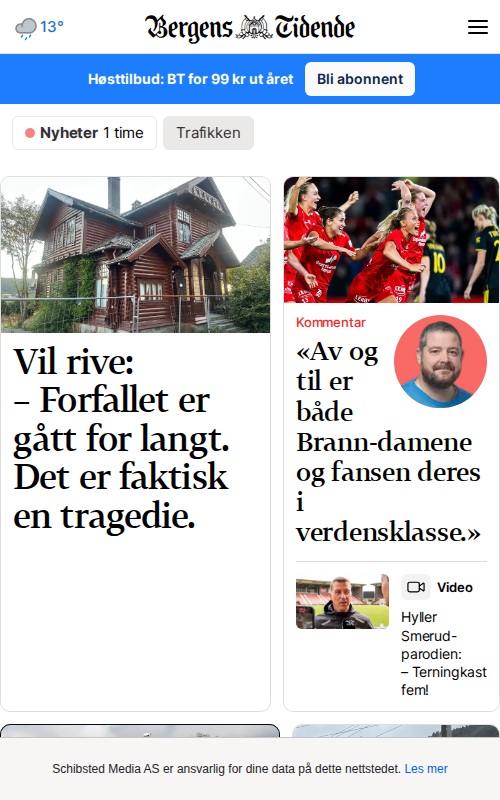 13°
Bergens Tidende
Høsttilbud: BT for 99 kr ut året
Bli abonnent
Nyheter 1 time
Trafikken
Vil rive:
– Forfallet er
gått for langt.
Det er faktisk
en tragedie.
Kommentar
«Av og
til er
både
Brann-damene
og fansen deres
i
verdensklasse.»
Video
Hyller
Smerud-
parodien:
– Terningkast
fem!
Schibsted Media AS er ansvarlig for dine data på dette nettstedet. Les mer